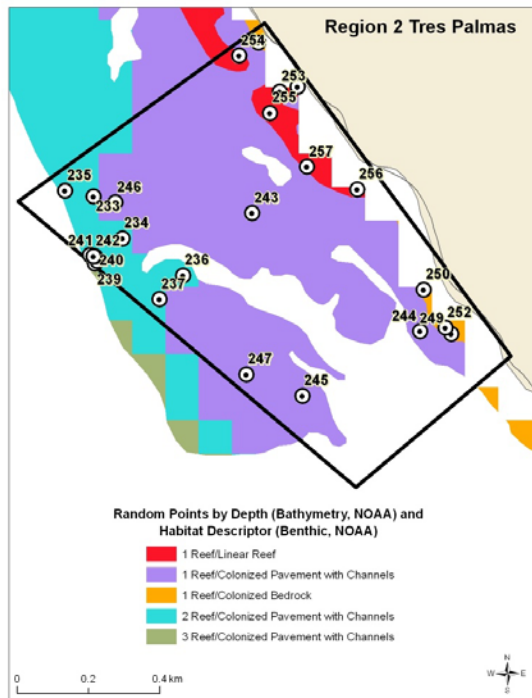 Region 2 Tres Palmas
254
253
255
257
256
235
246
233
243
234
241 242
240
236
239
237
250
244 249 252
247
245
Random Points by Depth (Bathymetry, NOAA) and
Habitat Descriptor (Benthic, NOAA)
1 Reef/Linear Reef
1 Reef/Colonized Pavement with Channels
1 Reef/Colonized Bedrock
2 Reef/Colonized Pavement with Channels
3 Reef/Colonized Pavement with Channels
0 0.2 0.4 km
N
W E
S